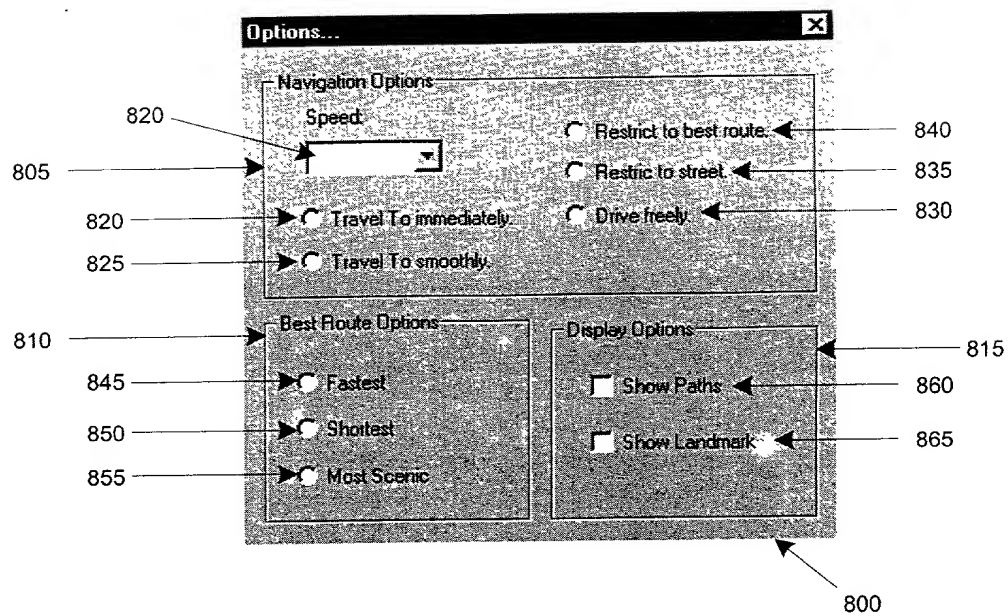 Options...
Navigation Options
820
Speed:
Restrict to best route.
840
805
Restric to street.
835
820
Travel To immediately.
Drive freely.
830
825
Travel To smoothly.
810
Best Route Options
Display Options
815
845
Fastest
Show Paths
860
850
Shortest
Show Landmark
865
855
Most Scenic
800